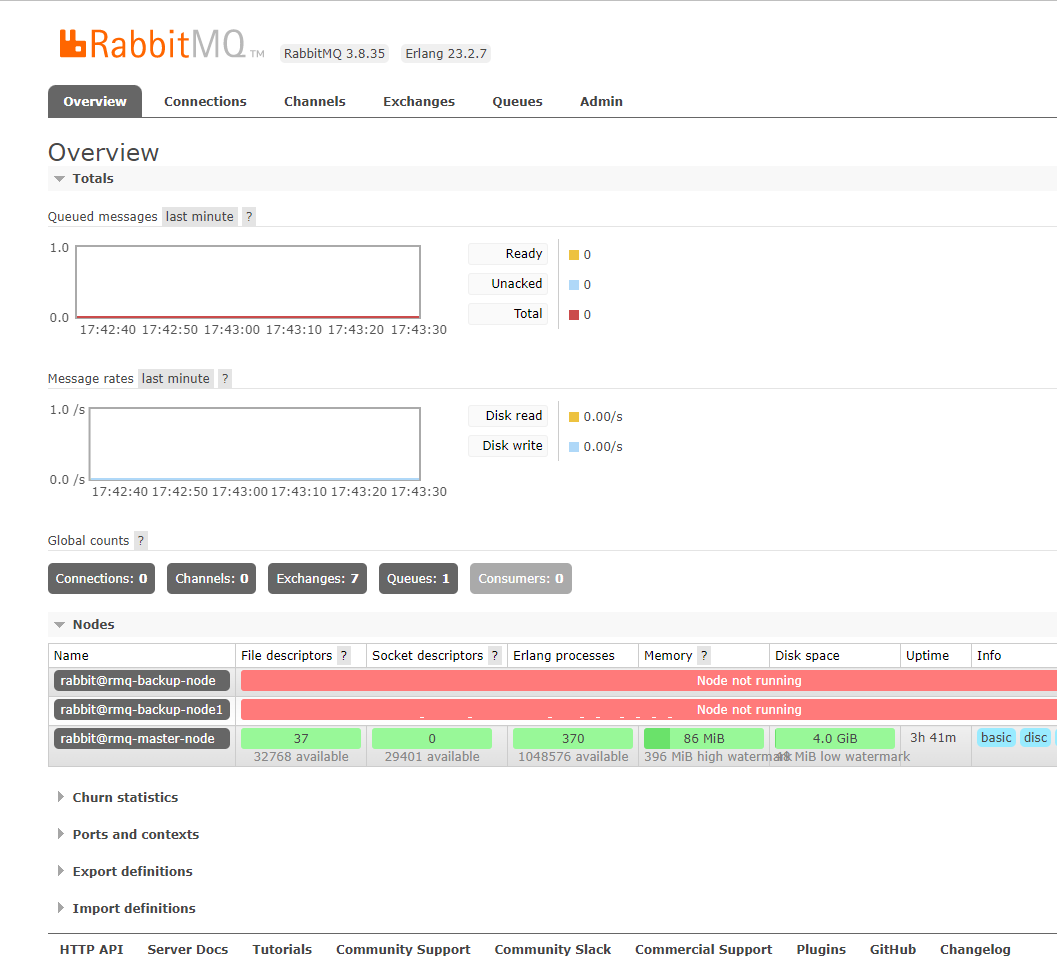 RabbitMQ TM RabbitMQ 3.8.35 Erlang 23.2.7
Overview Connections Channels Exchanges Queues Admin
Overview
Totals
Queued messages last minute ?
1.0
0.0
17:42:40 17:42:50 17:43:00 17:43:10 17:43:20 17:43:30
Ready 0
Unacked 0
Total 0
Message rates last minute ?
1.0 /s
0.0 /s
17:42:40 17:42:50 17:43:00 17:43:10 17:43:20 17:43:30
Disk read 0.00/s
Disk write 0.00/s
Global counts ?
Connections: 0 Channels: 0 Exchanges: 7 Queues: 1 Consumers: 0
Nodes
Name File descriptors ? Socket descriptors ? Erlang processes Memory ? Disk space Uptime Info
rabbit@rmq-backup-node Node not running
rabbit@rmq-backup-node1 Node not running
rabbit@rmq-master-node 37 0 370 86 MiB 4.0 GiB 3h 41m basic disc
32768 available 29401 available 1048576 available 396 MiB high watermark 48 MiB low watermark
Churn statistics
Ports and contexts
Export definitions
Import definitions
HTTP API Server Docs Tutorials Community Support Community Slack Commercial Support Plugins GitHub Changelog